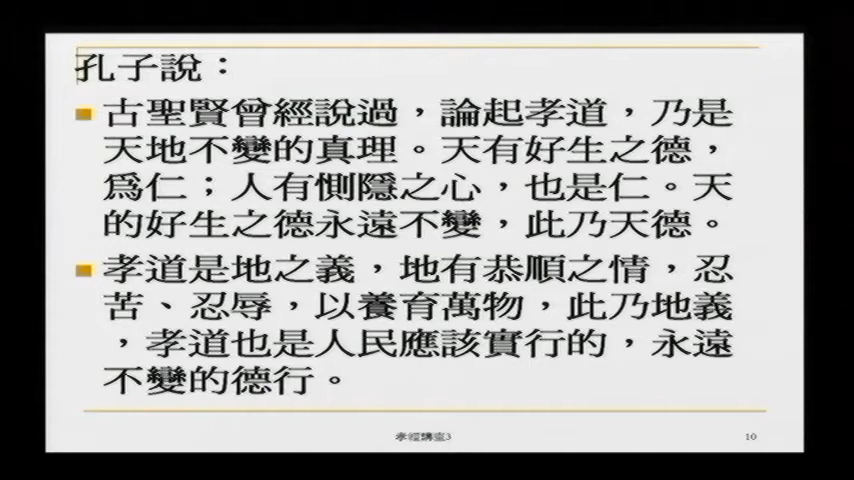 孔子說：
古聖賢曾經說過，論起孝道，乃是
天地不變的真理。天有好生之德，
為仁；人有惻隱之心，也是仁。天
的好生之德永遠不變，此乃天德。
孝道是地之義，地有恭順之情，忍
苦、忍辱，以養育萬物，此乃地義
，孝道也是人民應該實行的，永遠
不變的德行。
孝經講座3
10